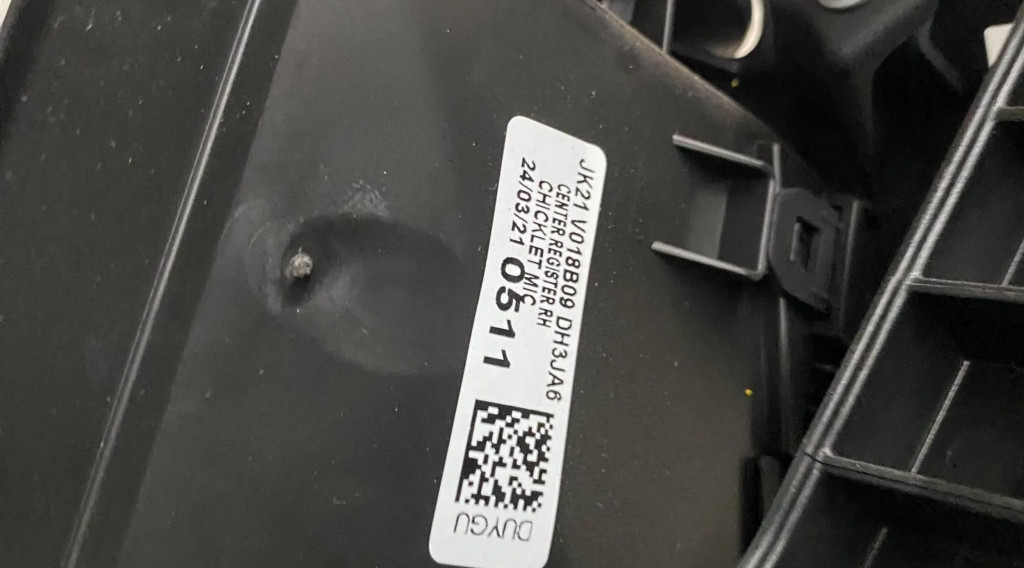 JK21 V018B09 DH3JA6
CENTER REGISTER RH
CHICKLET MIC
24/03/21 0511
DUYGU